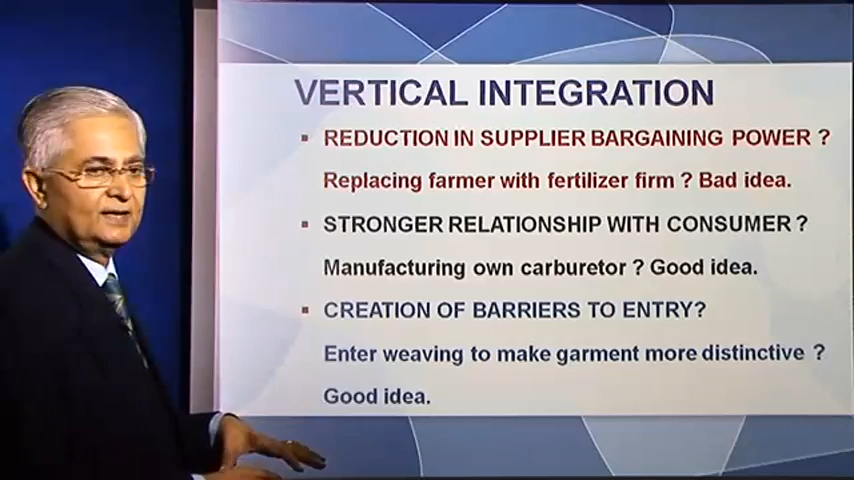 VERTICAL INTEGRATION
▪ REDUCTION IN SUPPLIER BARGAINING POWER ?
Replacing farmer with fertilizer firm ? Bad idea.
▪ STRONGER RELATIONSHIP WITH CONSUMER ?
Manufacturing own carburetor ? Good idea.
▪ CREATION OF BARRIERS TO ENTRY?
Enter weaving to make garment more distinctive ?
Good idea.